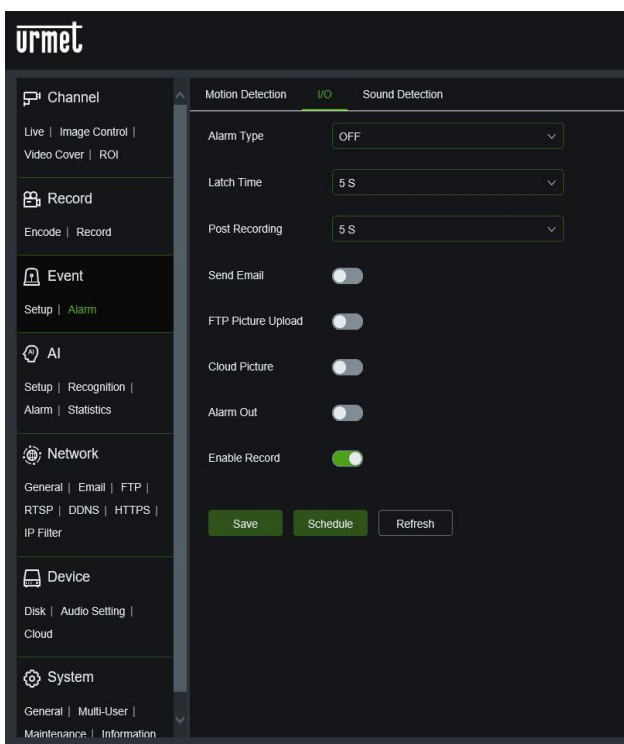 urmet
Channel
Live | Image Control |
Video Cover | ROI
Record
Encode | Record
Event
Setup | Alarm
AI
AI
Setup | Recognition |
Alarm | Statistics
Network
General | Email | FTP |
RTSP | DDNS | HTTPS |
IP Filter
Device
Disk | Audio Setting |
Cloud
System
General | Multi-User |
Maintenance | Information
Motion Detection I/O Sound Detection
Alarm Type OFF
Latch Time 5 S
Post Recording 5 S
Send Email
FTP Picture Upload
Cloud Picture
Alarm Out
Enable Record
Save Schedule Refresh